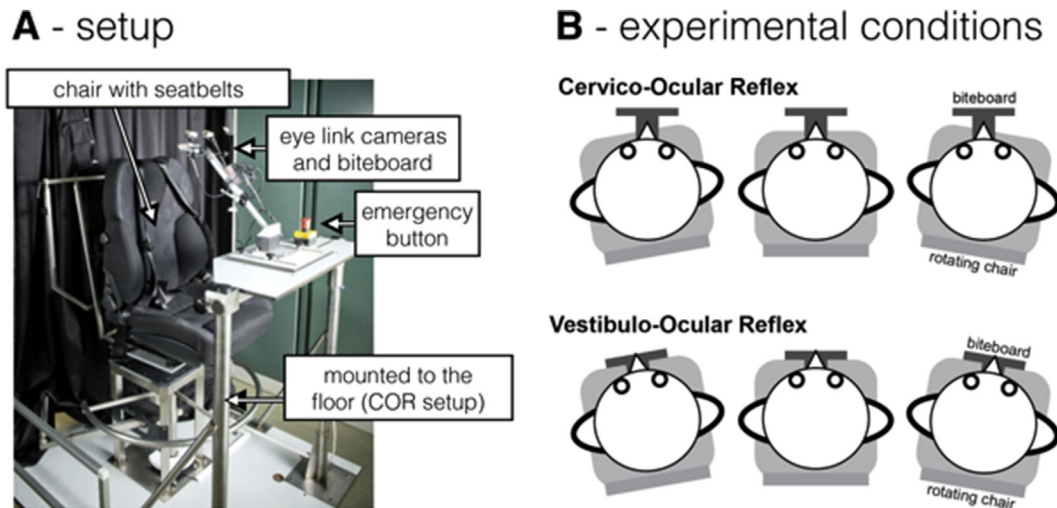 A - setup
chair with seatbelts
eye link cameras
and biteboard
emergency
button
mounted to the
floor (COR setup)
B - experimental conditions
Cervico-Ocular Reflex
biteboard
rotating chair
Vestibulo-Ocular Reflex
biteboard
rotating chair